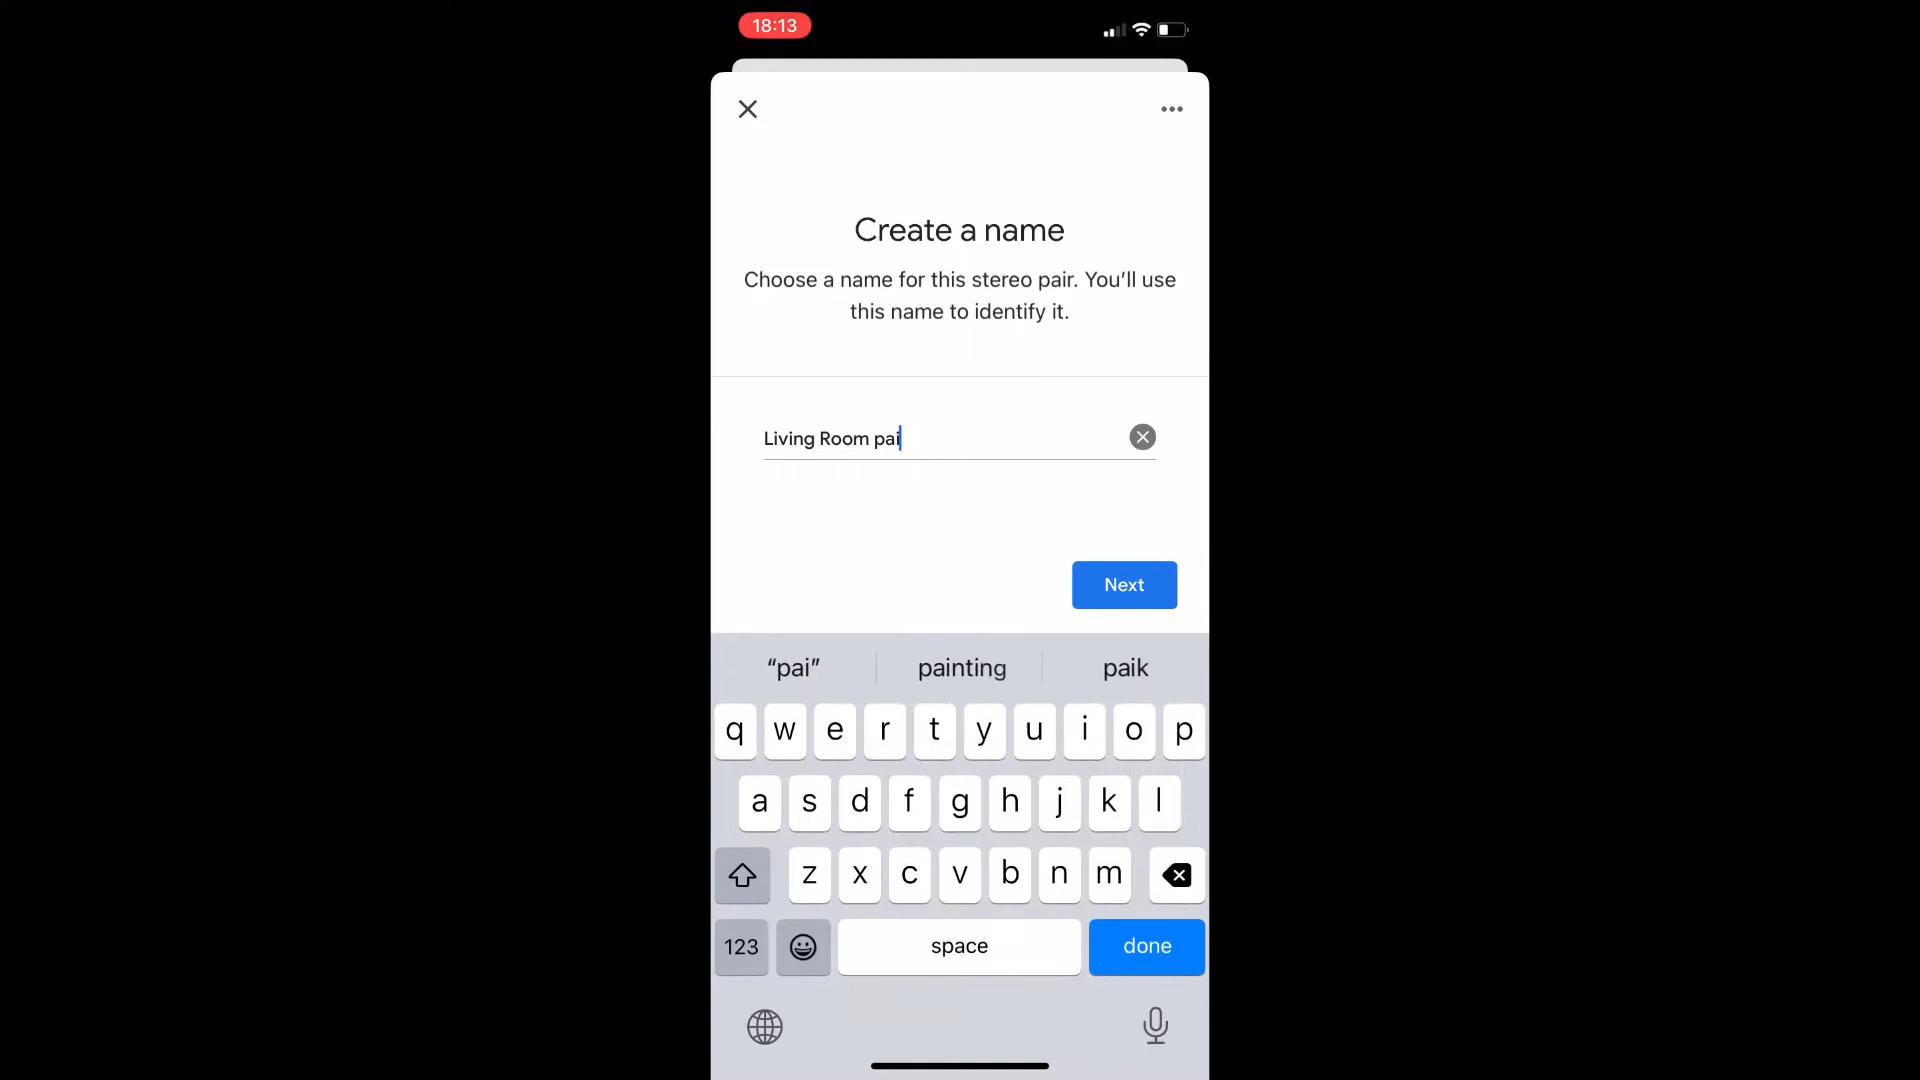 18:13
Create a name
Choose a name for this stereo pair. You’ll use
this name to identify it.
Living Room pai
Next
“pai” painting paik
q w e r t y u i o p
a s d f g h j k l
z x c v b n m
123 space done